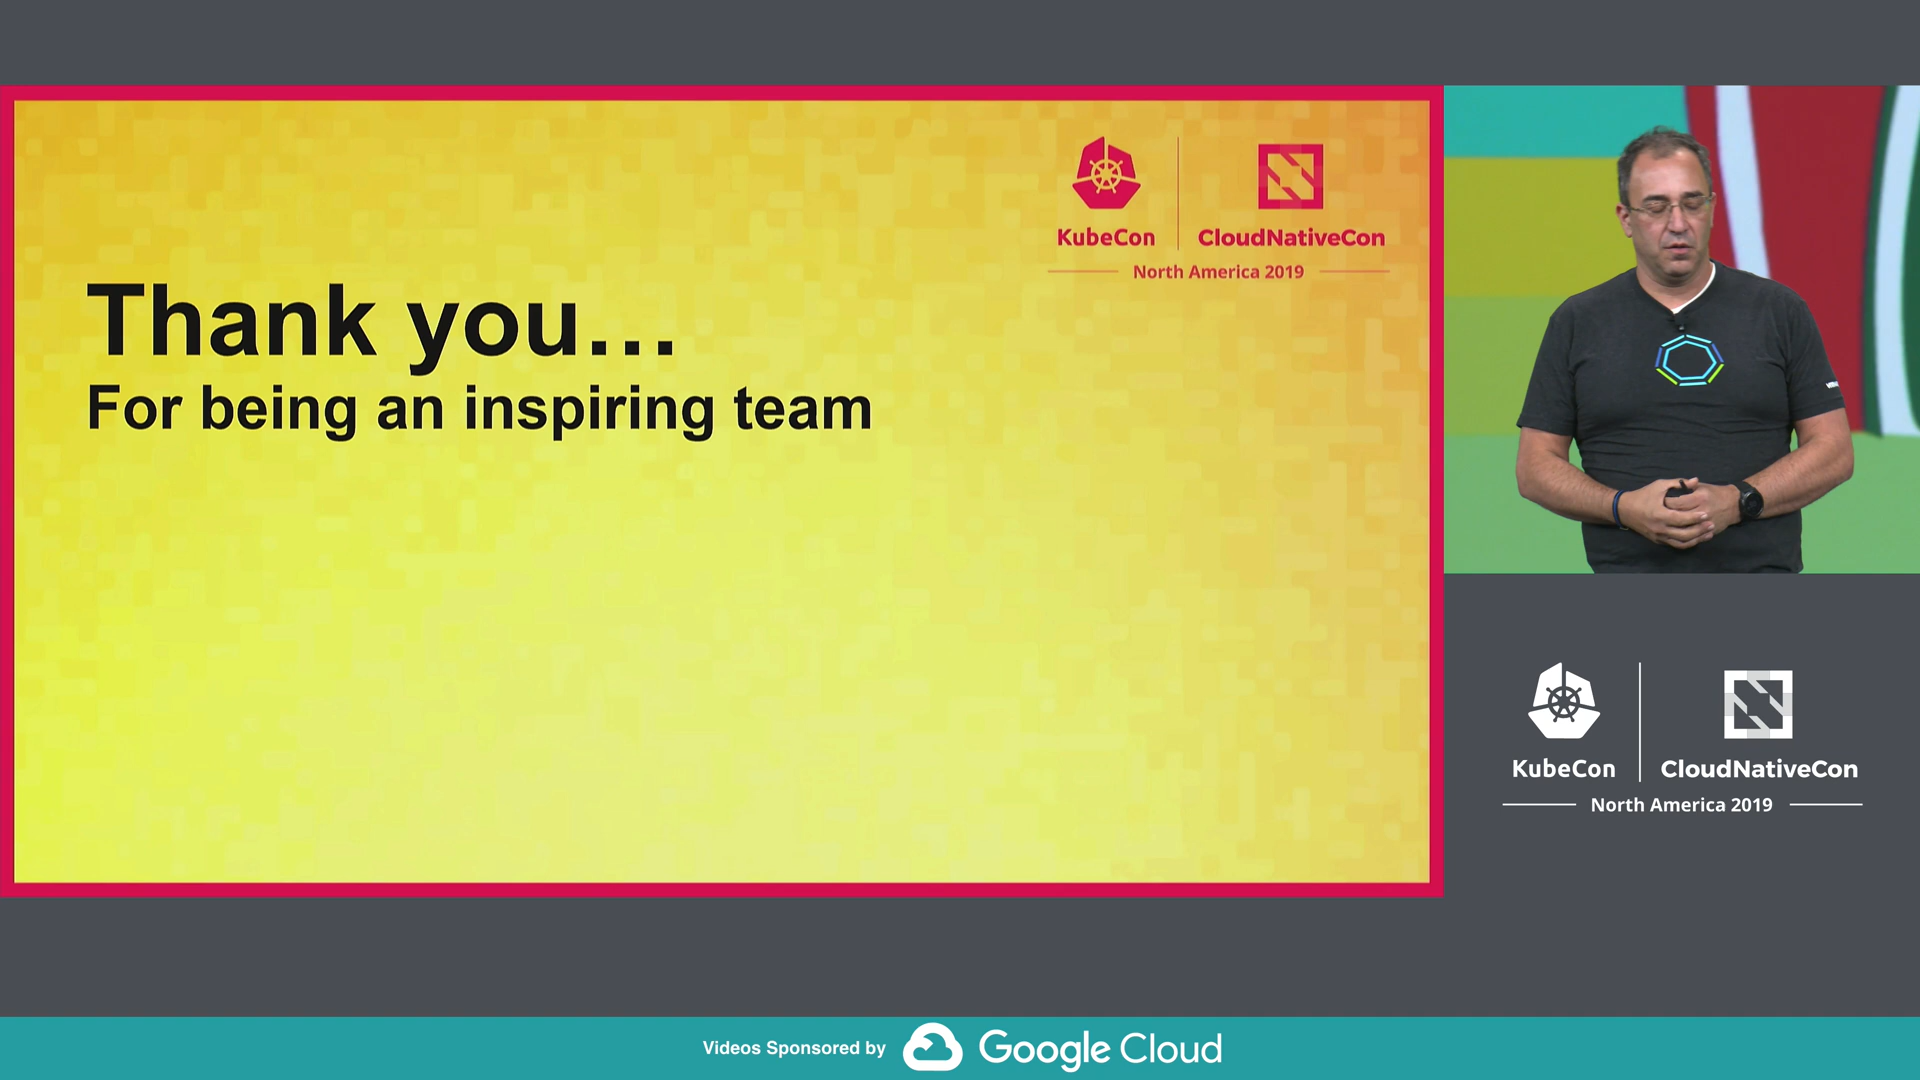 KubeCon
CloudNativeCon
North America 2019
Thank you...
For being an inspiring team
KubeCon
CloudNativeCon
North America 2019
Videos Sponsored by
Google Cloud